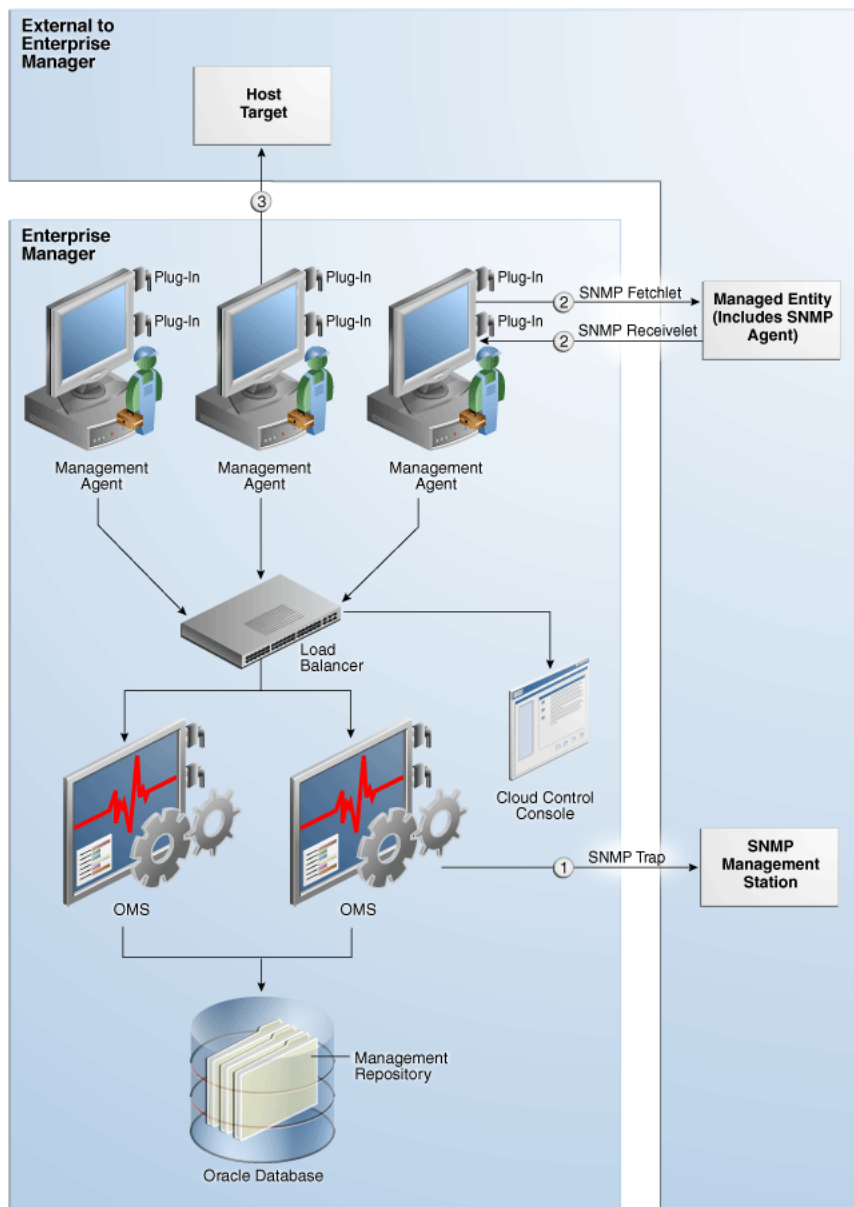 External to
Enterprise
Manager
Host
Target
3
Enterprise
Manager
Plug-In
Plug-In
Plug-In
Plug-In
Plug-In
Plug-In
2
SNMP Fetchlet
2
SNMP Receivelet
Managed Entity
(Includes SNMP
Agent)
Management
Agent
Management
Agent
Management
Agent
Load
Balancer
Cloud Control
Console
1
SNMP Trap
SNMP
Management
Station
OMS
OMS
Management
Repository
Oracle Database